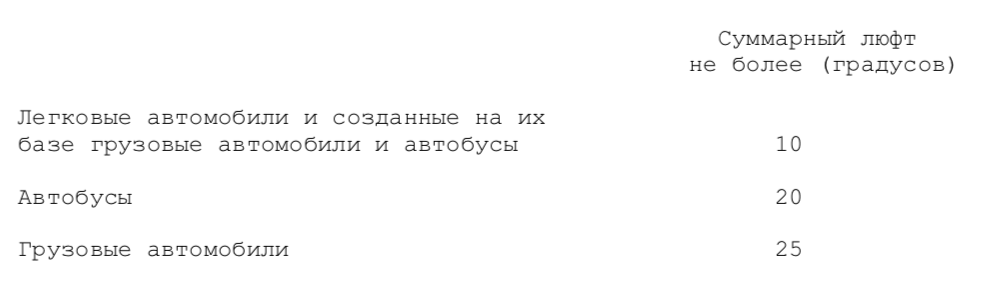 Суммарный люфт
не более (градусов)
Легковые автомобили и созданные на их
базе грузовые автомобили и автобусы 10
Автобусы 20
Грузовые автомобили 25